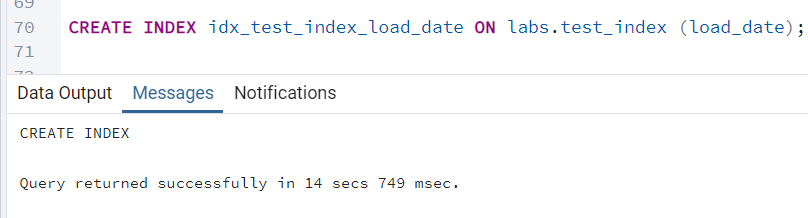 69
70 CREATE INDEX idx_test_index_load_date ON labs.test_index (load_date);
71
72
Data Output Messages Notifications
CREATE INDEX
Query returned successfully in 14 secs 749 msec.